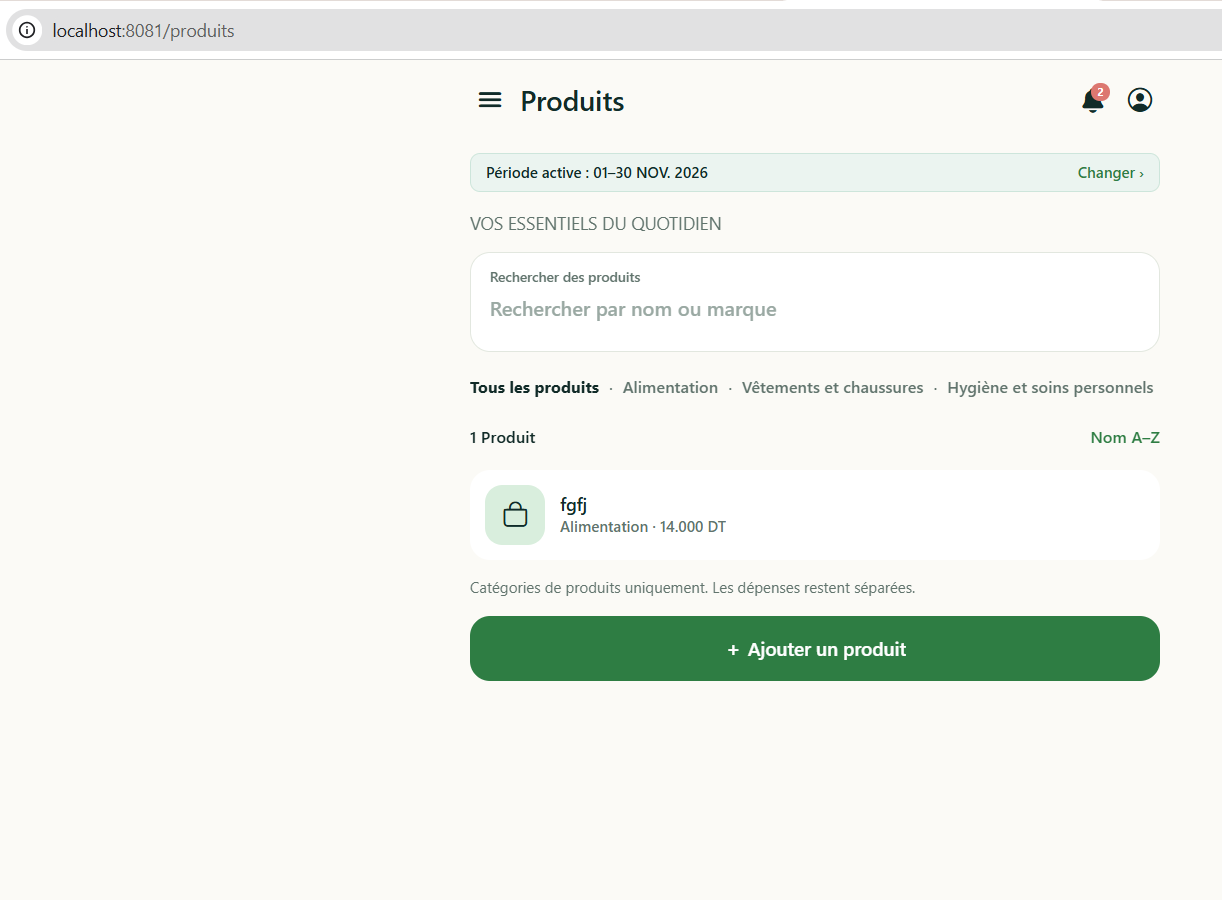 localhost:8081/produits
Produits
2
Période active : 01–30 NOV. 2026 Changer ›
VOS ESSENTIELS DU QUOTIDIEN
Rechercher des produits
Rechercher par nom ou marque
Tous les produits · Alimentation · Vêtements et chaussures · Hygiène et soins personnels
1 Produit Nom A–Z
fgfj
Alimentation · 14.000 DT
Catégories de produits uniquement. Les dépenses restent séparées.
+ Ajouter un produit